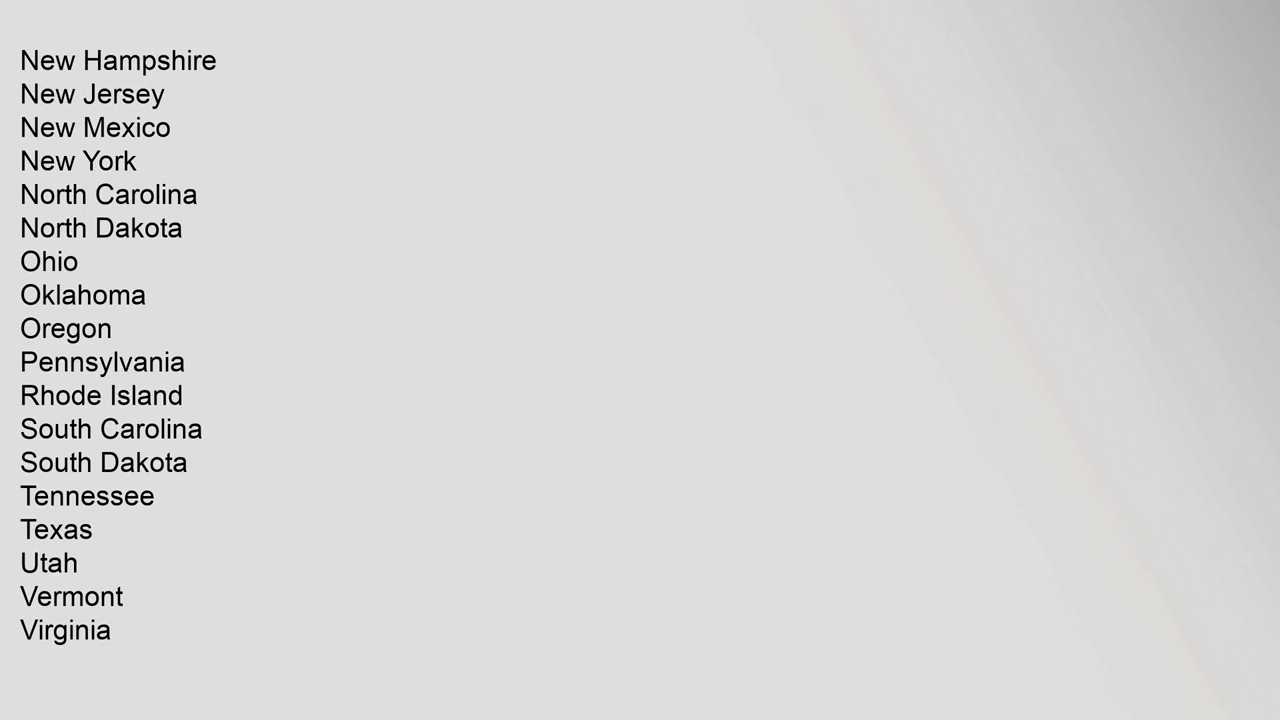 New Hampshire
New Jersey
New Mexico
New York
North Carolina
North Dakota
Ohio
Oklahoma
Oregon
Pennsylvania
Rhode Island
South Carolina
South Dakota
Tennessee
Texas
Utah
Vermont
Virginia